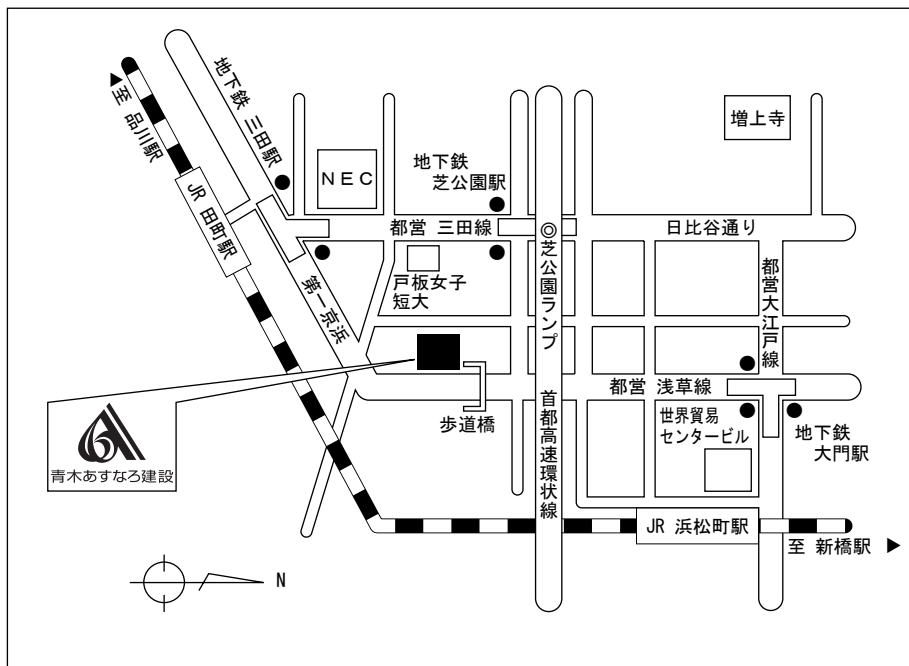 至 品川駅
地下鉄 三田駅
JR 田町駅
NEC
地下鉄
芝公園駅
増上寺
都営 三田線
日比谷通り
戸板女子
短大
第一京浜
芝公園ランプ
都営大江戸線
首都高速環状線
都営 浅草線
歩道橋
世界貿易
センタービル
地下鉄
大門駅
青木あすなろ建設
JR 浜松町駅
至 新橋駅
N